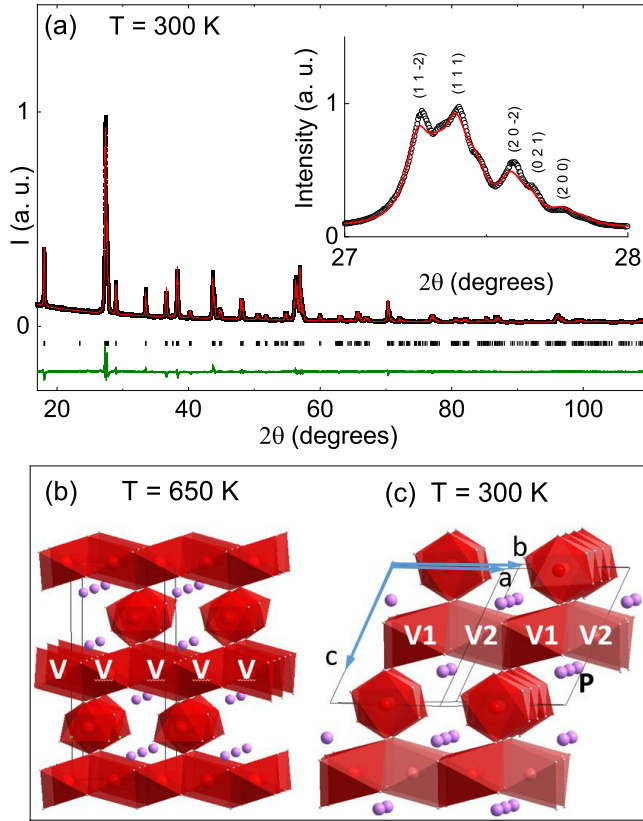 (a) T = 300 K
I (a. u.)
1
0
20 40 60 80 100
2θ (degrees)
Intensity (a. u.)
1
0
(1 1 -2)
(1 1 1)
(2 0 -2)
(0 2 1)
(2 0 0)
27 28
2θ (degrees)
(b) T = 650 K
V V V V V
(c) T = 300 K
b
a
c
V1 V2 V1 V2
P